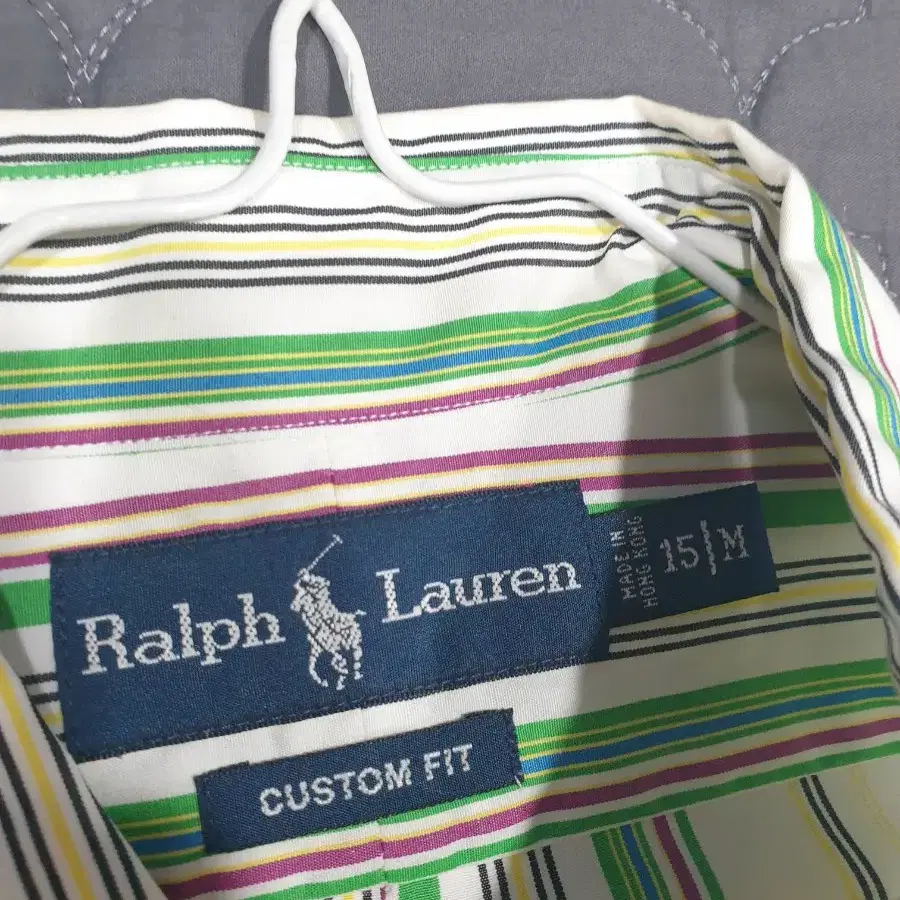 Ralph Lauren
MADE IN
HONG KONG
15|M
CUSTOM FIT